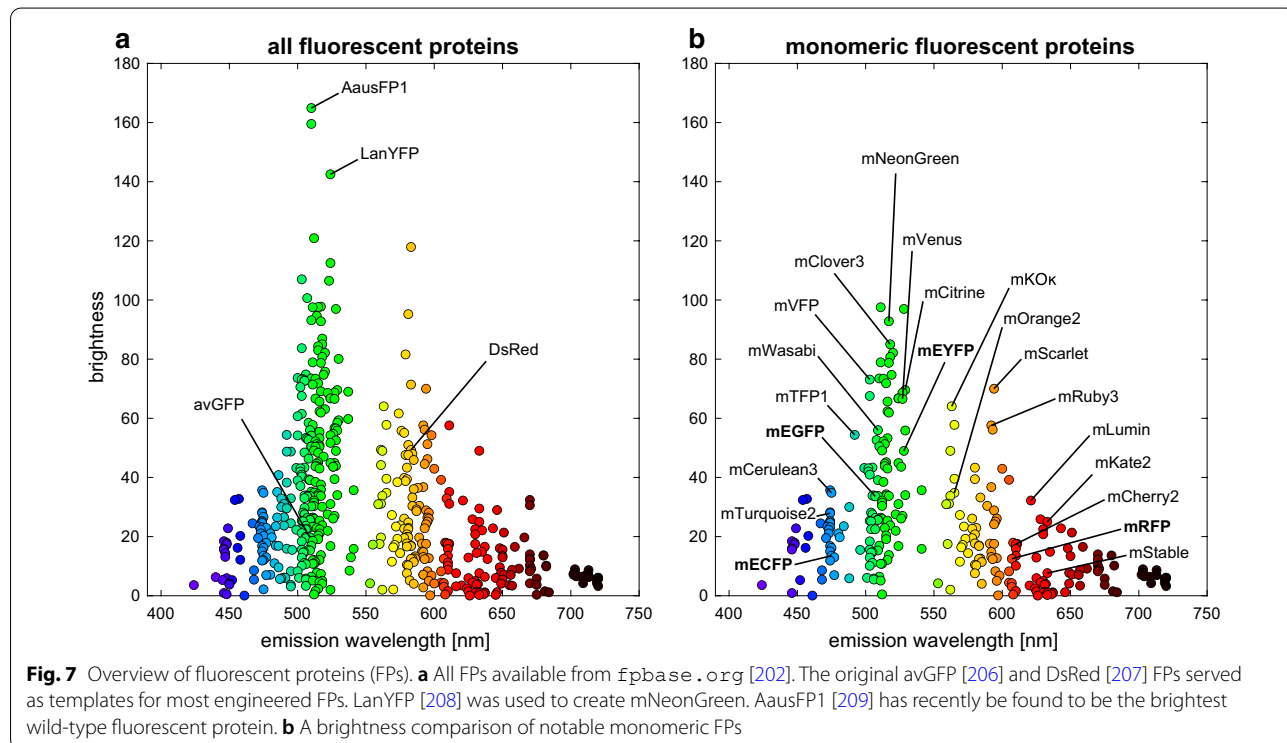 a all fluorescent proteins
180
160
140
120
100
80
60
40
20
0
brightness
AausFP1
LanYFP
DsRed
avGFP
400 450 500 550 600 650 700 750
emission wavelength [nm]
b monomeric fluorescent proteins
180
160
140
120
100
80
60
40
20
0
mNeonGreen
mVenus
mClover3
mCitrine
mKOκ
mVFP
mOrange2
mWasabi
mEYFP
mScarlet
mTFP1
mRuby3
mEGFP
mLumin
mCerulean3
mKate2
mTurquoise2
mCherry2
mECFP
mRFP
mStable
400 450 500 550 600 650 700 750
emission wavelength [nm]
Fig. 7 Overview of fluorescent proteins (FPs). a All FPs available from fpbase.org [202]. The original avGFP [206] and DsRed [207] FPs served
as templates for most engineered FPs. LanYFP [208] was used to create mNeonGreen. AausFP1 [209] has recently be found to be the brightest
wild-type fluorescent protein. b A brightness comparison of notable monomeric FPs